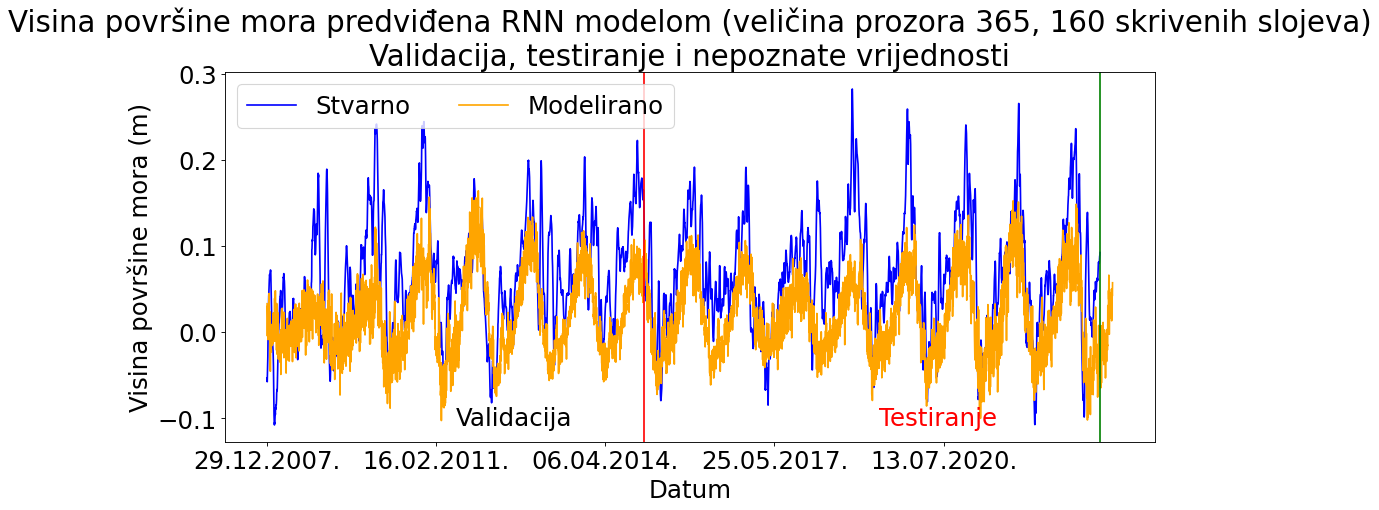 Visina površine mora predviđena RNN modelom (veličina prozora 365, 160 skrivenih slojeva)
Validacija, testiranje i nepoznate vrijednosti
Visina površine mora (m)
0.3
0.2
0.1
0.0
−0.1
Stvarno
Modelirano
Validacija
Testiranje
29.12.2007.
16.02.2011.
06.04.2014.
25.05.2017.
13.07.2020.
Datum